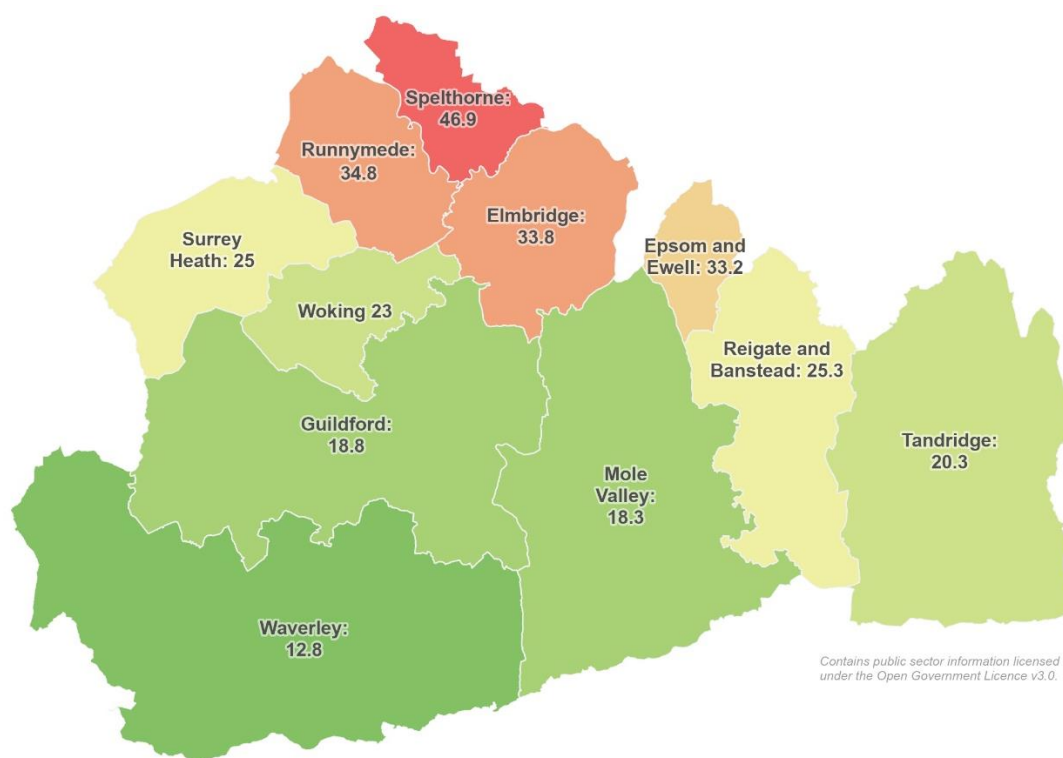 Spelthorne:
46.9
Runnymede:
34.8
Elmbridge:
33.8
Surrey
Heath: 25
Epsom and
Ewell: 33.2
Woking 23
Reigate and
Banstead: 25.3
Guildford:
18.8
Tandridge:
20.3
Mole
Valley:
18.3
Waverley:
12.8
Contains public sector information licensed
under the Open Government Licence v3.0.